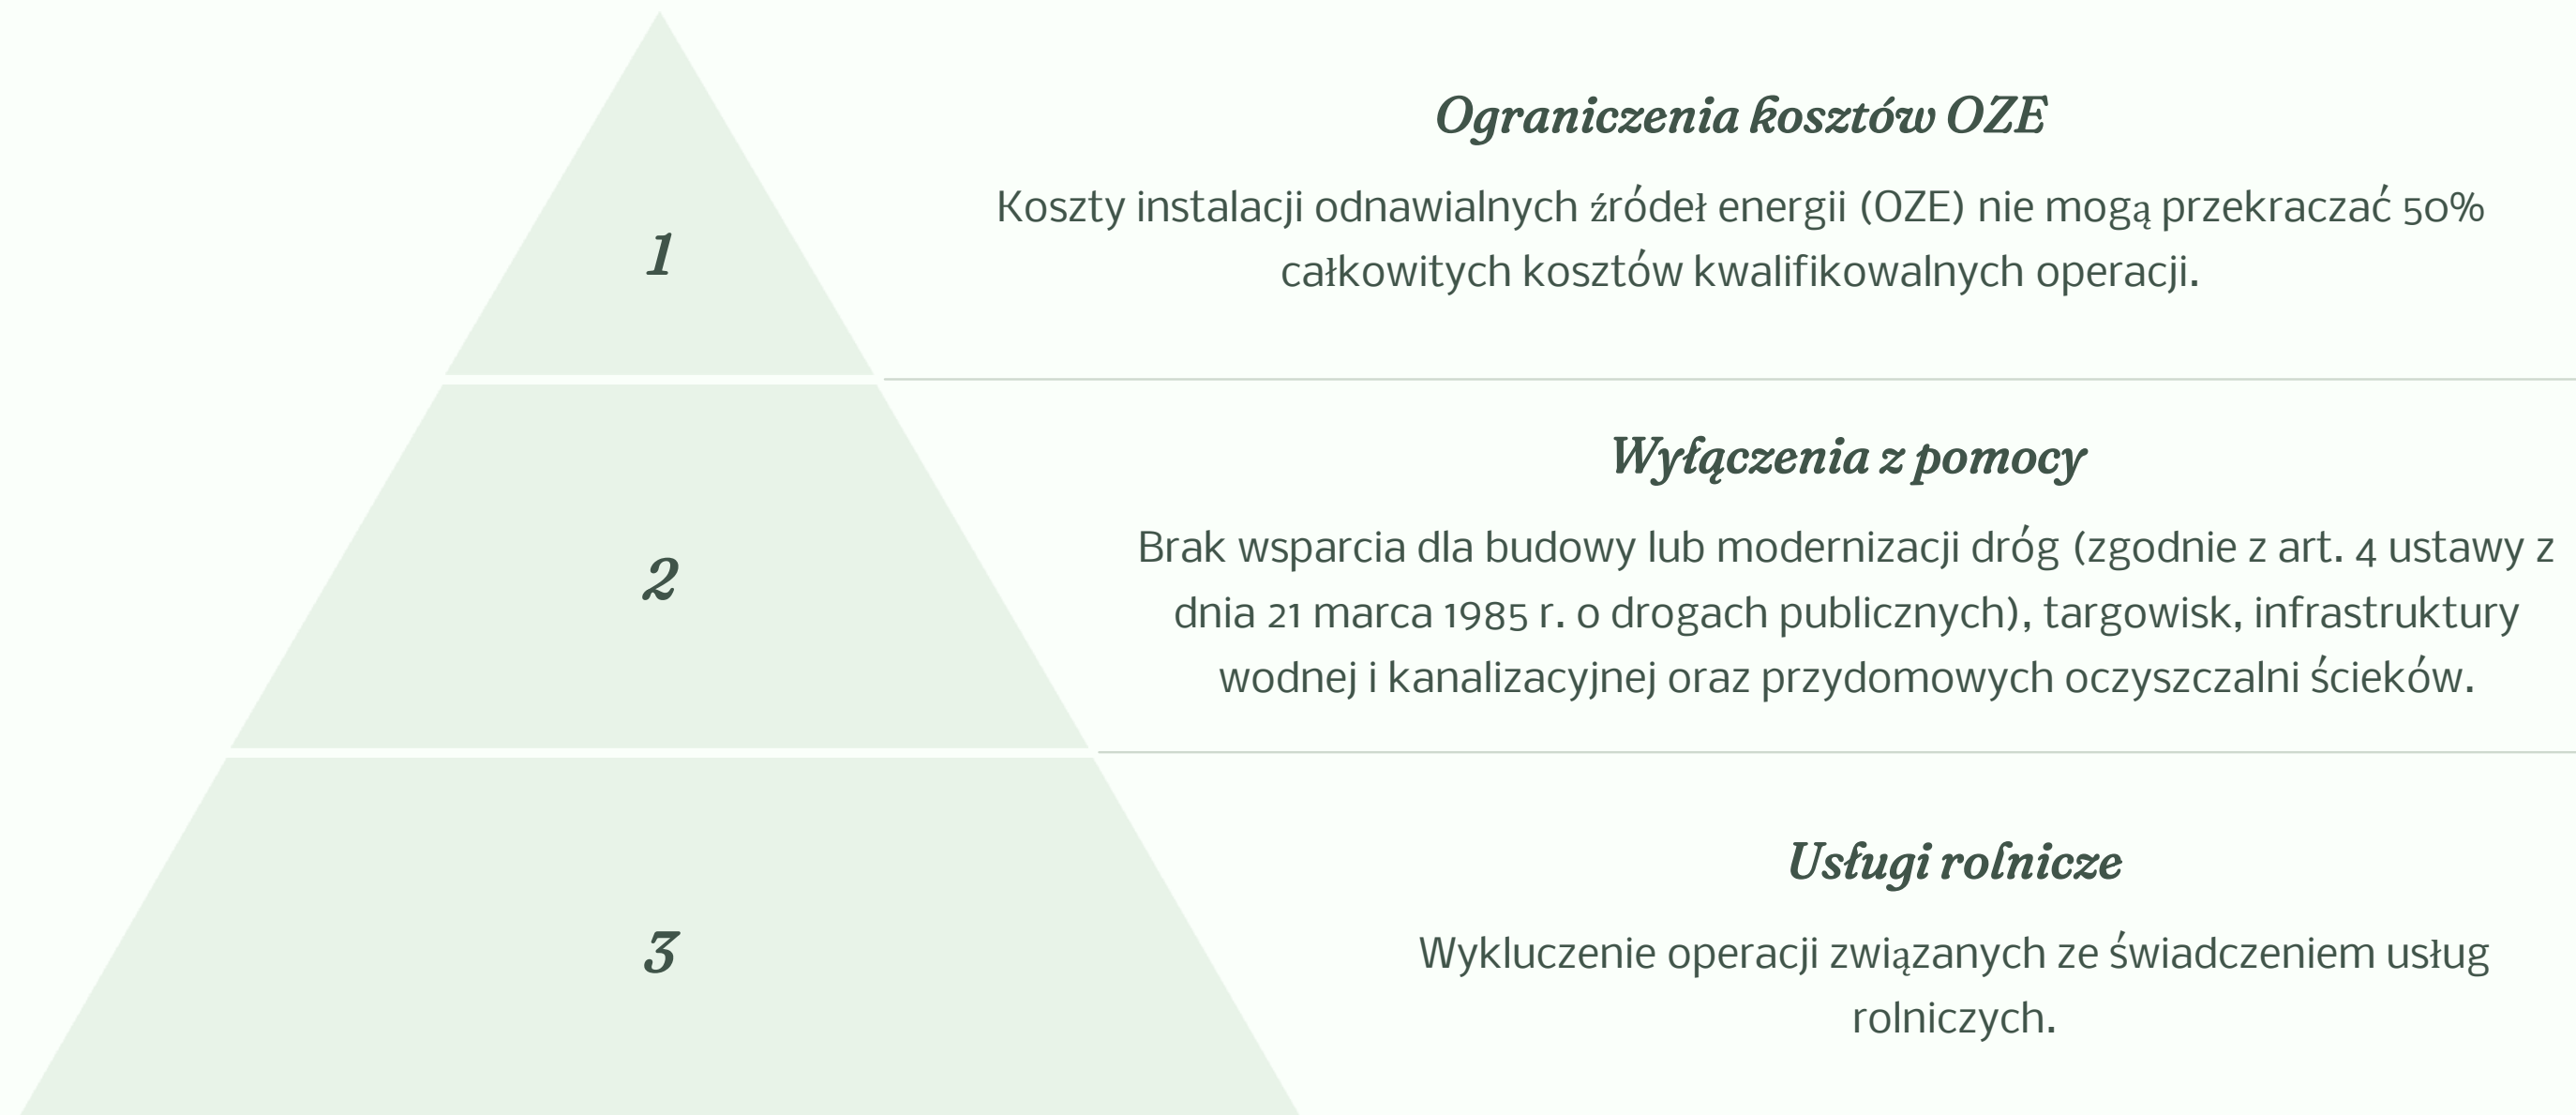 1
Ograniczenia kosztów OZE
Koszty instalacji odnawialnych źródeł energii (OZE) nie mogą przekraczać 50%
całkowitych kosztów kwalifikowalnych operacji.
2
Wyłączenia z pomocy
Brak wsparcia dla budowy lub modernizacji dróg (zgodnie z art. 4 ustawy z
dnia 21 marca 1985 r. o drogach publicznych), targowisk, infrastruktury
wodnej i kanalizacyjnej oraz przydomowych oczyszczalni ścieków.
3
Usługi rolnicze
Wykluczenie operacji związanych ze świadczeniem usług
rolniczych.